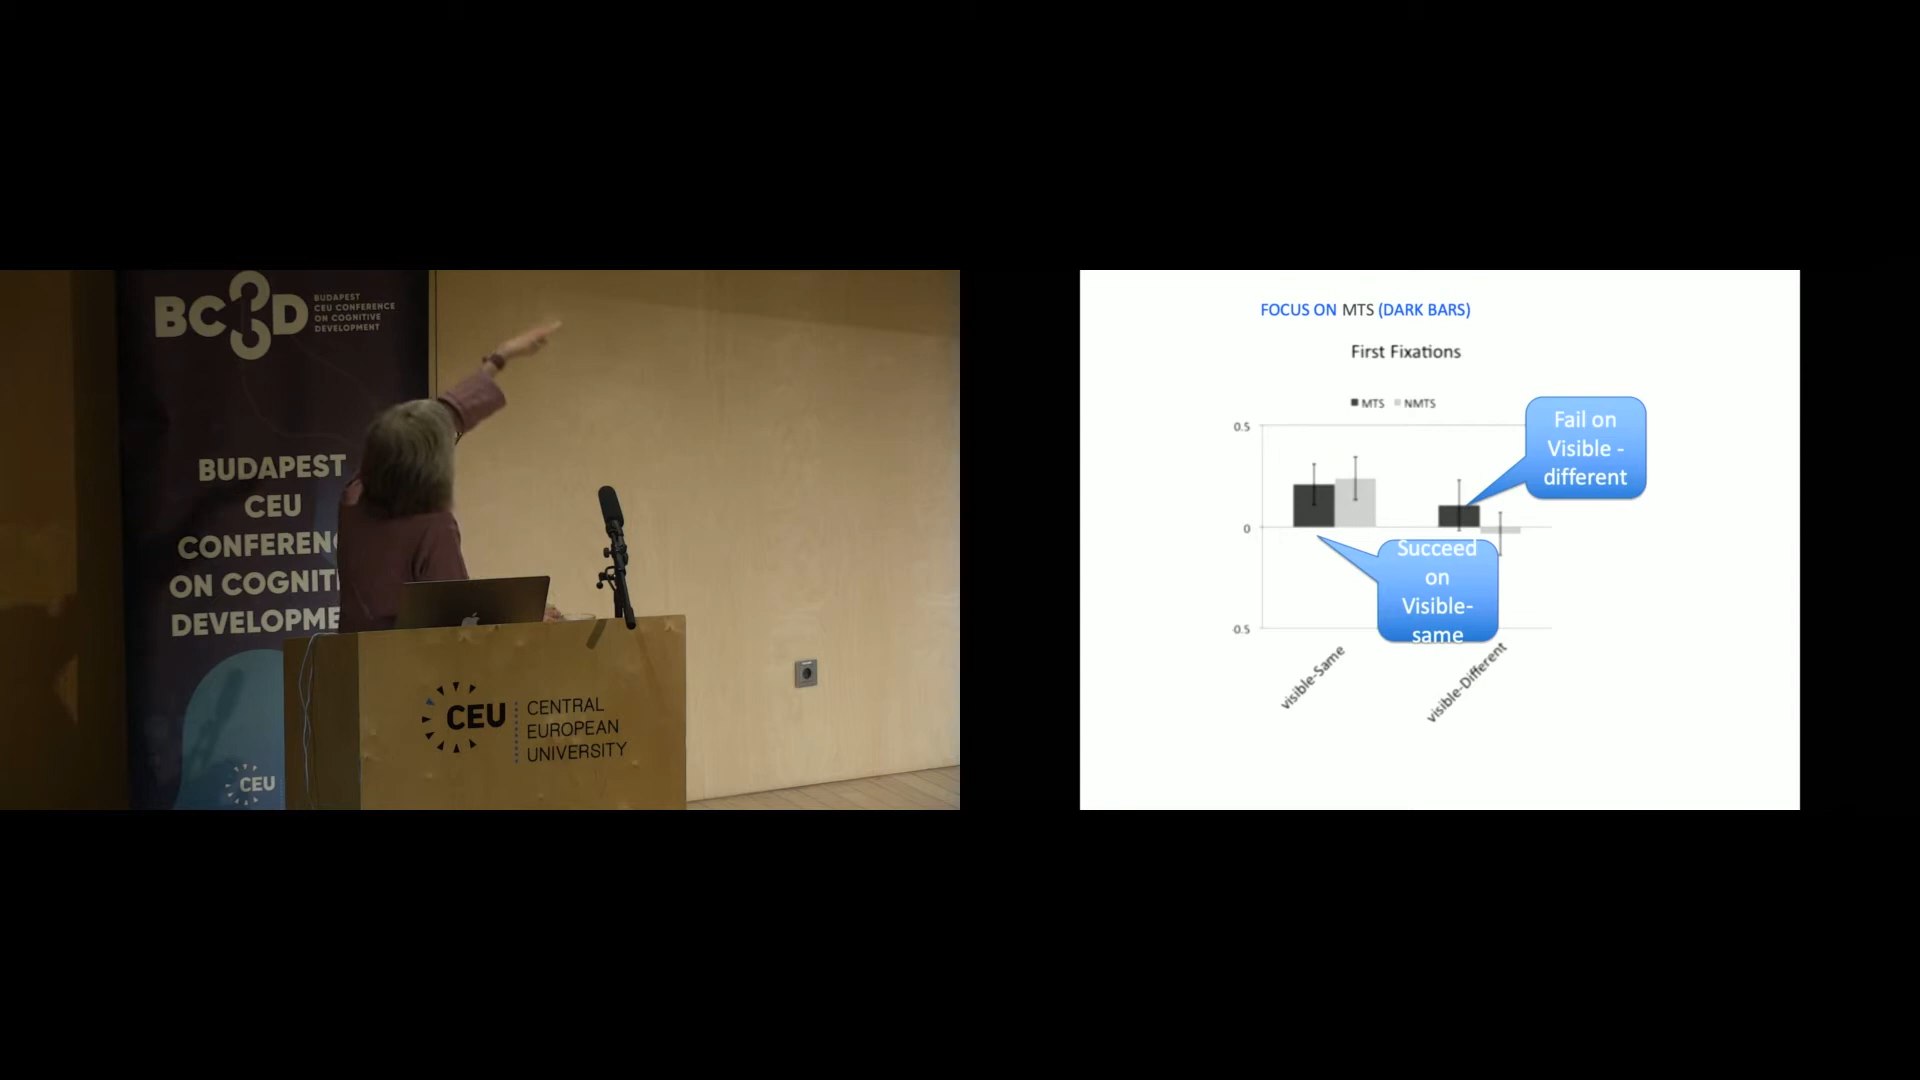 BC3D
BUDAPEST
CEU CONFERENCE
ON COGNITIVE
DEVELOPMENT
BUDAPEST
CEU
CONFEREN
ON COGNITI
DEVELOPME
CEU
CEU
CENTRAL
EUROPEAN
UNIVERSITY
FOCUS ON MTS (DARK BARS)
First Fixations
MTS NMTS
0.5
0
-0.5
Fail on
Visible -
different
Succeed
on
Visible-
same
visible-Same
visible-Different